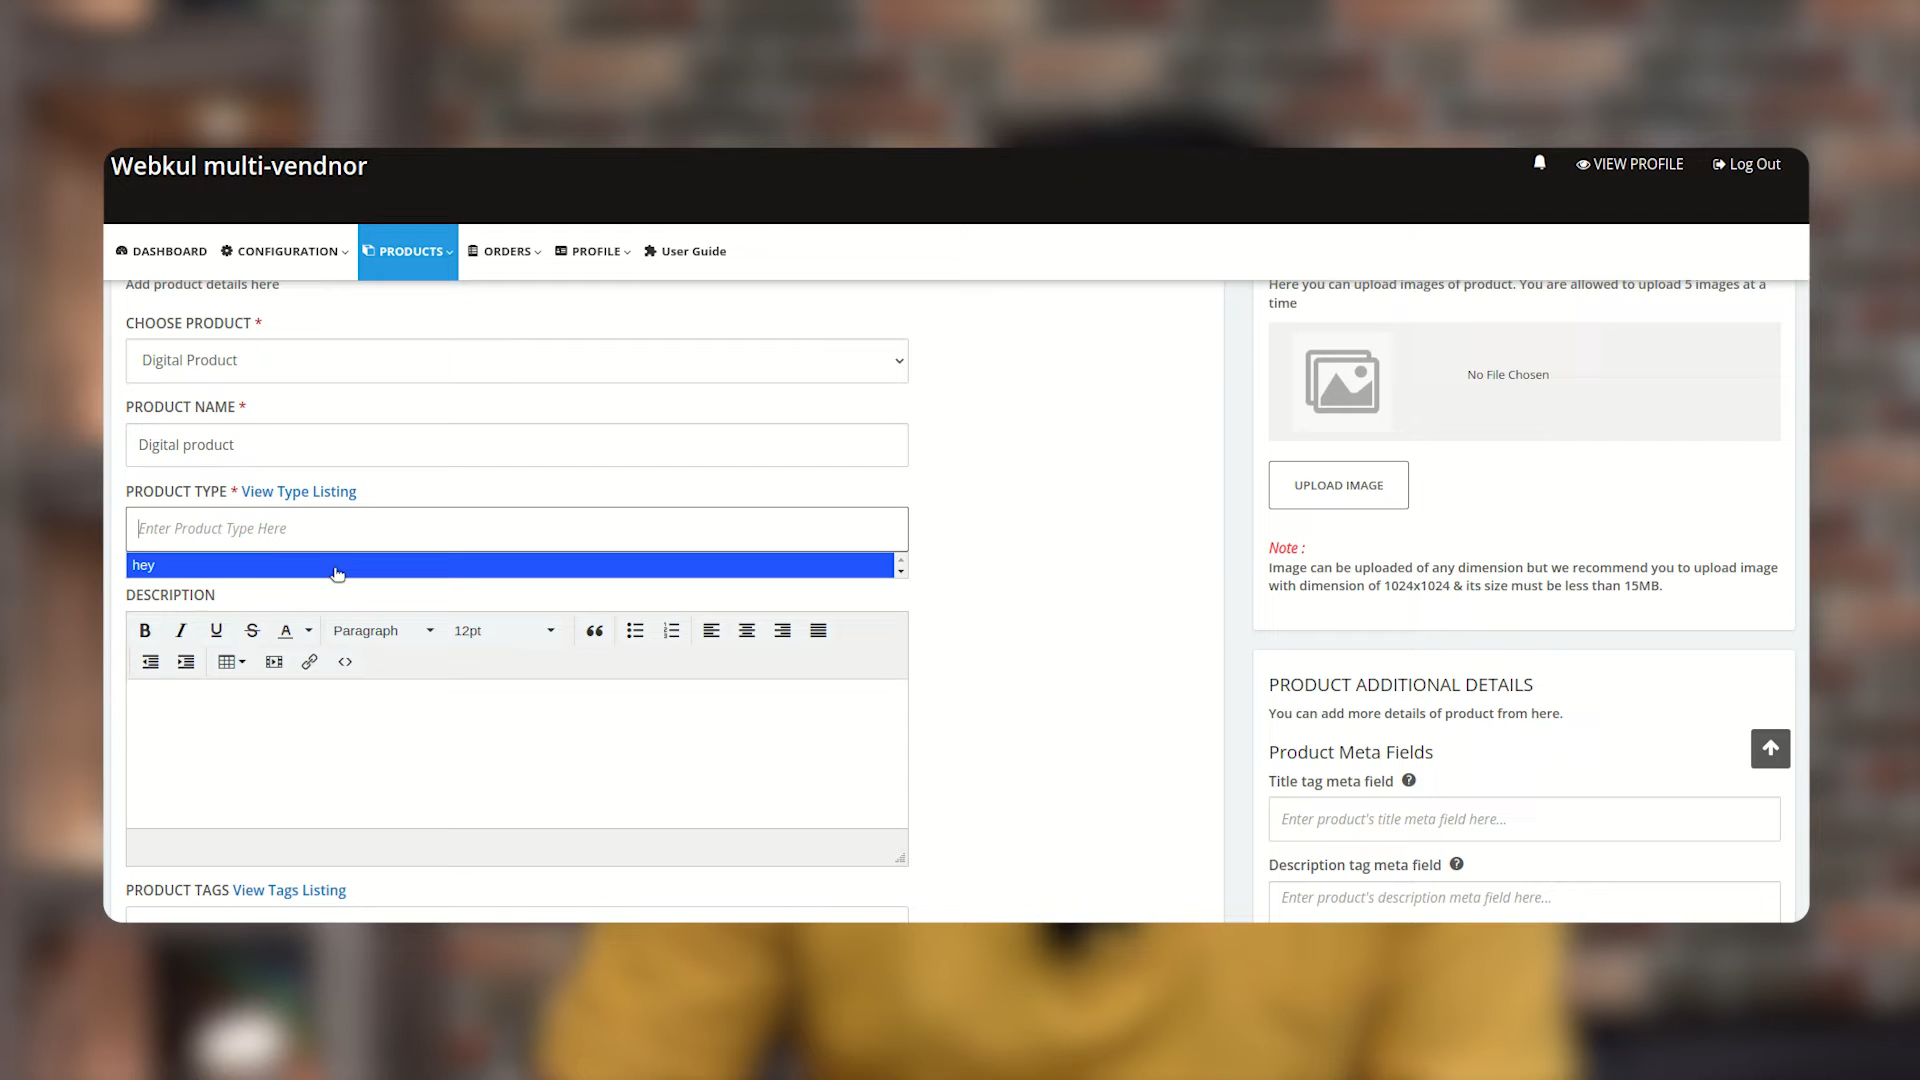 Webkul multi-vendnor
VIEW PROFILE
Log Out
DASHBOARD
CONFIGURATION
PRODUCTS
ORDERS
PROFILE
User Guide
Add product details here
CHOOSE PRODUCT *
Digital Product
PRODUCT NAME *
Digital product
PRODUCT TYPE * View Type Listing
Enter Product Type Here
hey
DESCRIPTION
B I U S A Paragraph 12pt
PRODUCT TAGS View Tags Listing
Here you can upload images of product. You are allowed to upload 5 images at a
time
No File Chosen
UPLOAD IMAGE
Note :
Image can be uploaded of any dimension but we recommend you to upload image
with dimension of 1024x1024 & its size must be less than 15MB.
PRODUCT ADDITIONAL DETAILS
You can add more details of product from here.
Product Meta Fields
Title tag meta field
Enter product's title meta field here...
Description tag meta field
Enter product's description meta field here...